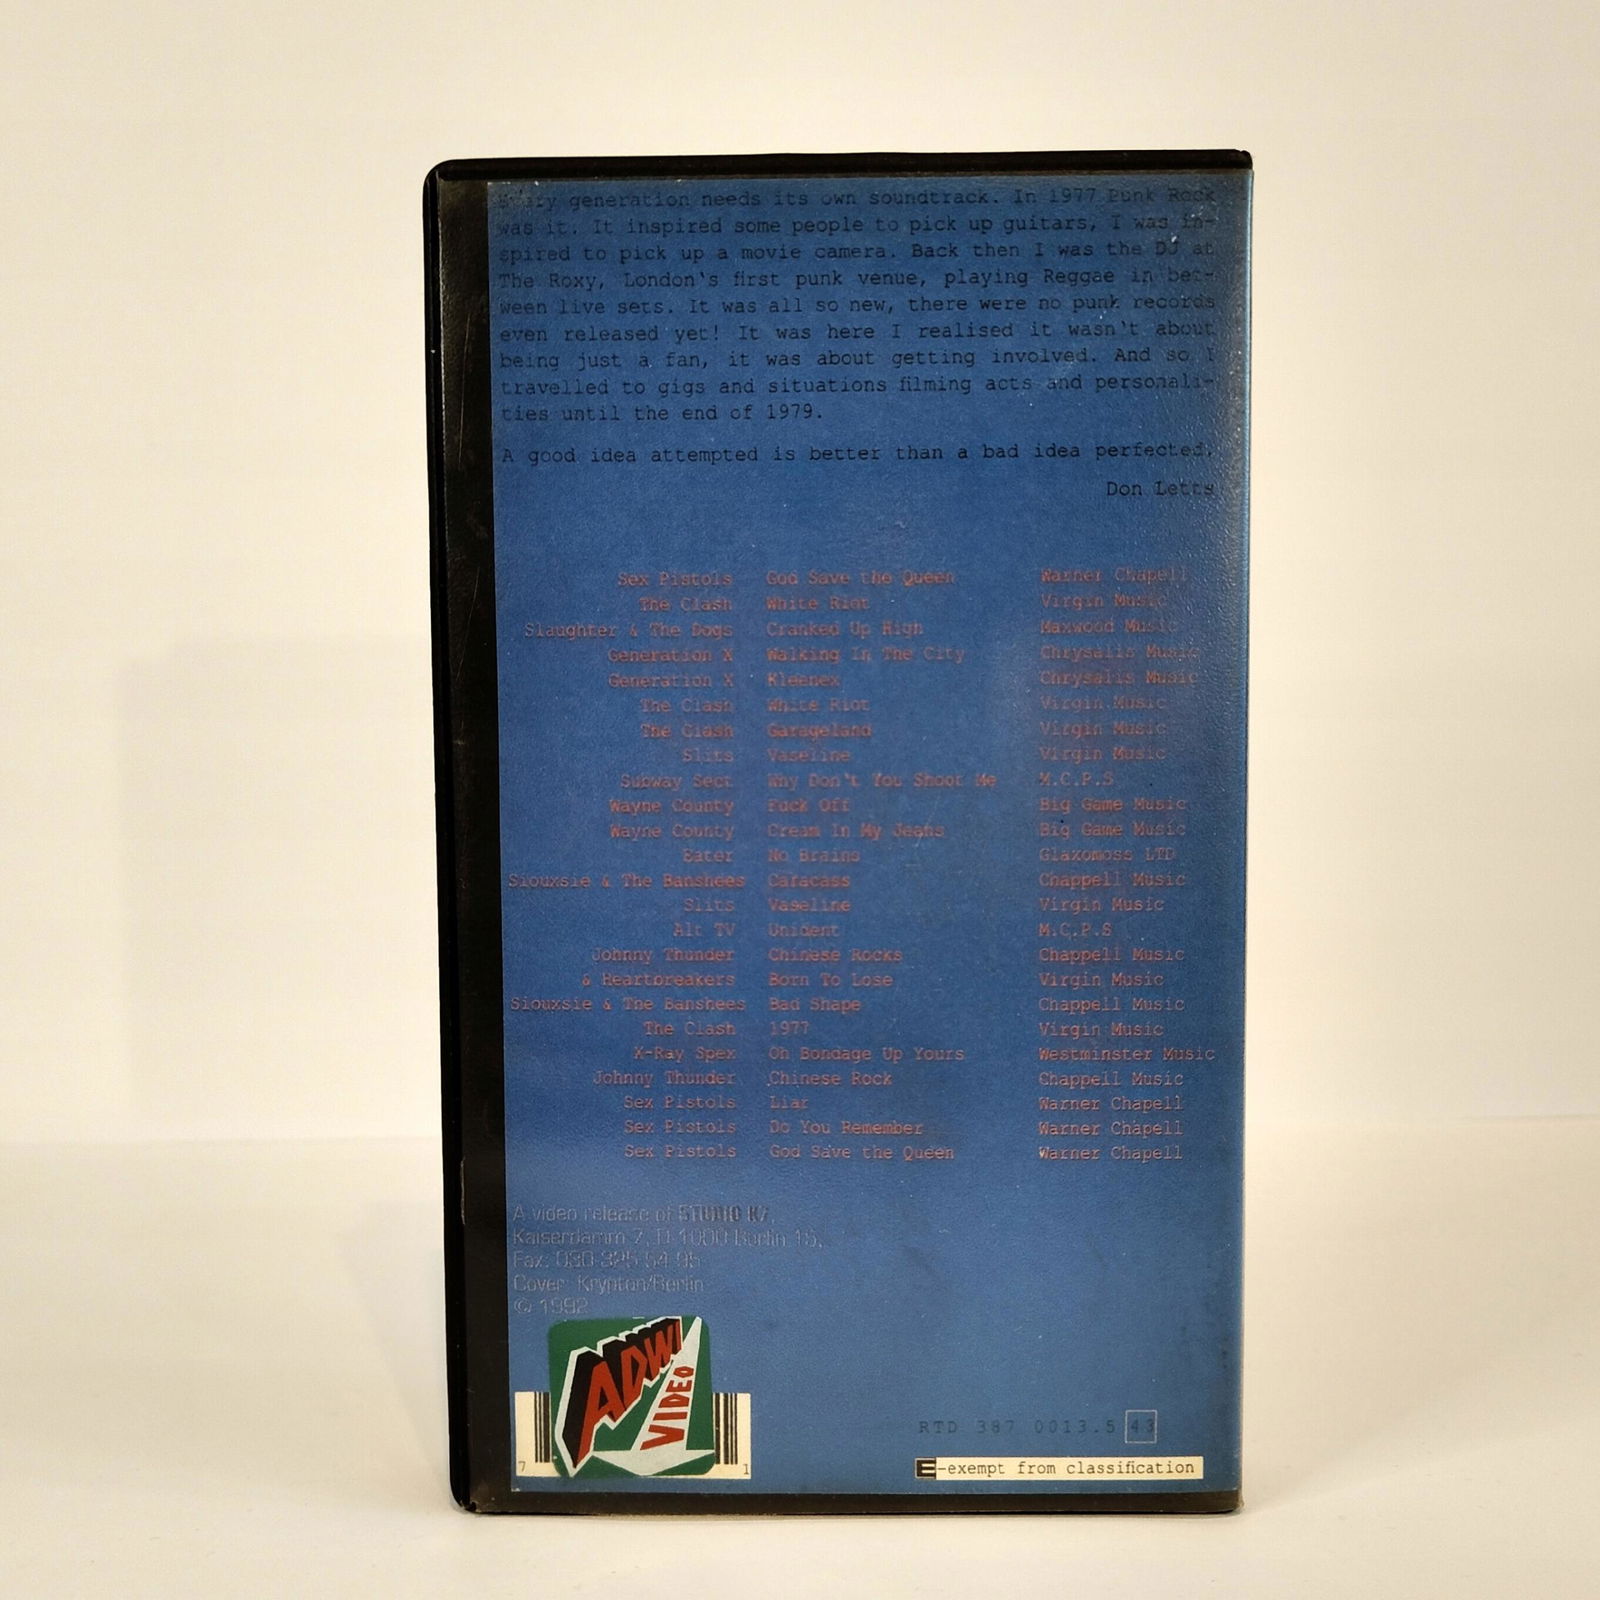 Every generation needs its own soundtrack. In 1977 Punk Rock
was it. It inspired some people to pick up guitars, I was in-
spired to pick up a movie camera. Back then I was the DJ at
The Roxy, London's first punk venue, playing Reggae in bet-
ween live sets. It was all so new, there were no punk records
even released yet! It was here I realised it wasn't about
being just a fan, it was about getting involved. And so I
travelled to gigs and situations filming acts and personali-
ties until the end of 1979.
A good idea attempted is better than a bad idea perfected.
Don Letts
Sex Pistols God Save the Queen Warner Chapell
The Clash White Riot Virgin Music
Slaughter & The Dogs Cranked Up High Maxwood Music
Generation X Walking In The City Chrysalis Music
Generation X Kleenex Chrysalis Music
The Clash White Riot Virgin Music
The Clash Garageland Virgin Music
Slits Vaseline Virgin Music
Subway Sect Why Don't You Shoot Me M.C.P.S
Wayne County Fuck Off Big Game Music
Wayne County Cream In My Jeans Big Game Music
Eater No Brains Glaxomoss LTD
Siouxsie & The Banshees Caracass Chappell Music
Slits Vaseline Virgin Music
Alt TV Unident M.C.P.S
Johnny Thunder Chinese Rocks Chappell Music
& Heartbreakers Born To Lose Virgin Music
Siouxsie & The Banshees Bad Shape Chappell Music
The Clash 1977 Virgin Music
X-Ray Spex Oh Bondage Up Yours Westminster Music
Johnny Thunder Chinese Rock Chappell Music
Sex Pistols Liar Warner Chapell
Sex Pistols Do You Remember Warner Chapell
Sex Pistols God Save the Queen Warner Chapell
A video release of STUDIO K7,
Kaiserdamm 7, D 1000 Berlin 15,
Fax: 030 325 54 95
Cover: Krypton/Berlin
© 1992
ADWI
VIDEO
7 1
RTD 387 0013.5 43
E-exempt from classification